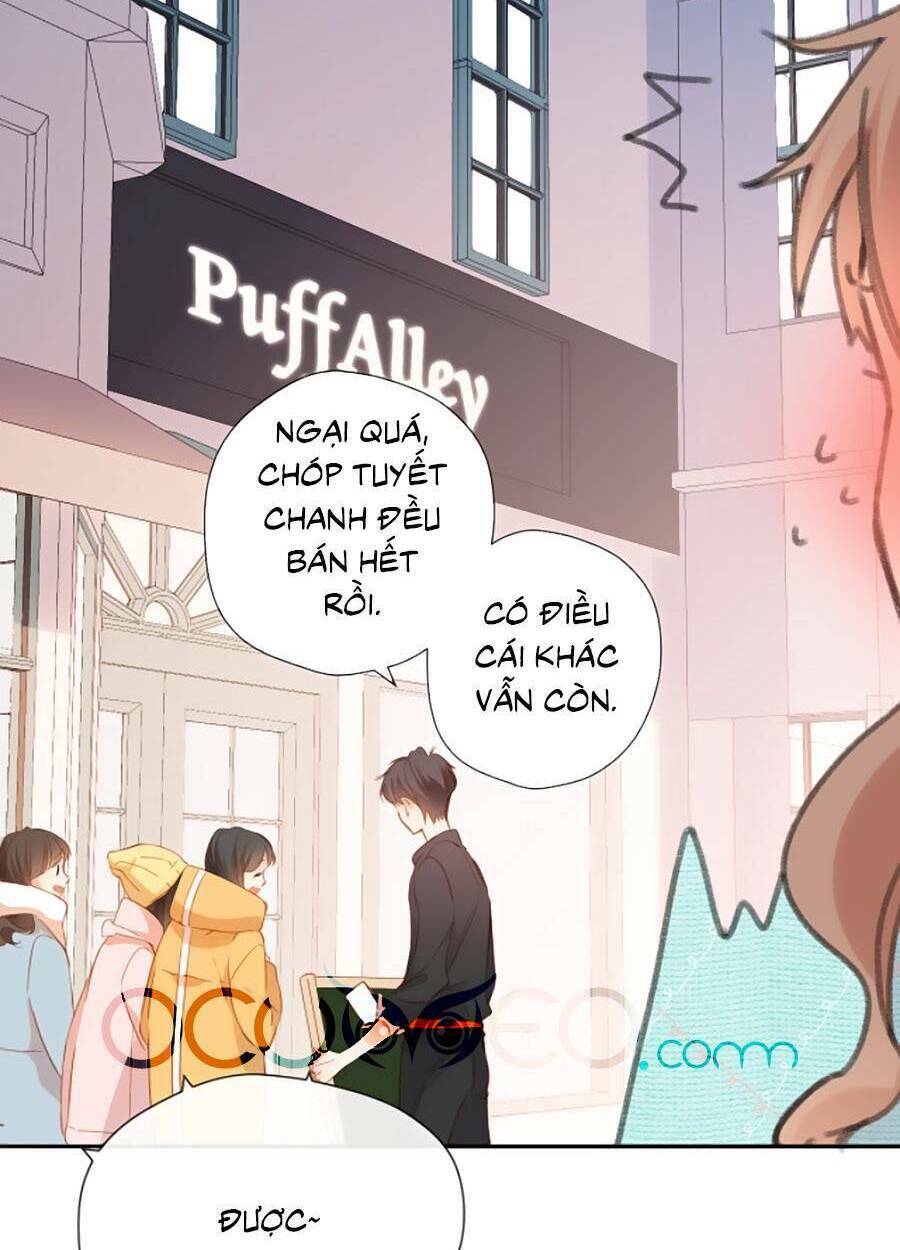 PuffAlley
NGẠI QUÁ,
CHÓP TUYẾT
CHANH ĐỀU
BÁN HẾT
RỒI.
CÓ ĐIỀU
CÁI KHÁC
VẪN CÒN.
.com
ĐƯỢC~